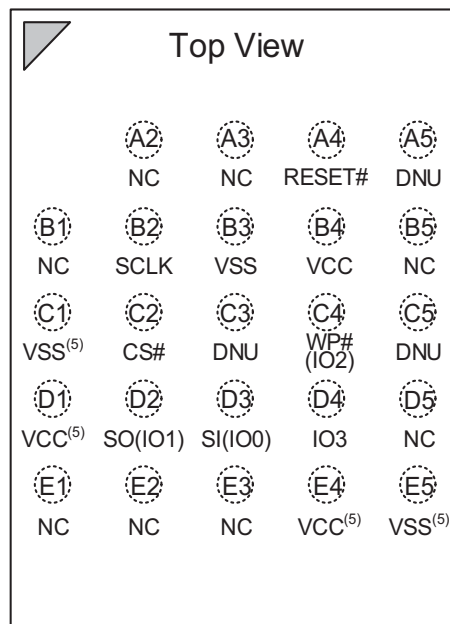 Top View
A2 A3 A4 A5
NC NC RESET# DNU
B1 B2 B3 B4 B5
NC SCLK VSS VCC NC
C1 C2 C3 C4 C5
VSS(5) CS# DNU WP# DNU
(IO2)
D1 D2 D3 D4 D5
VCC(5) SO(IO1) SI(IO0) IO3 NC
E1 E2 E3 E4 E5
NC NC NC VCC(5) VSS(5)